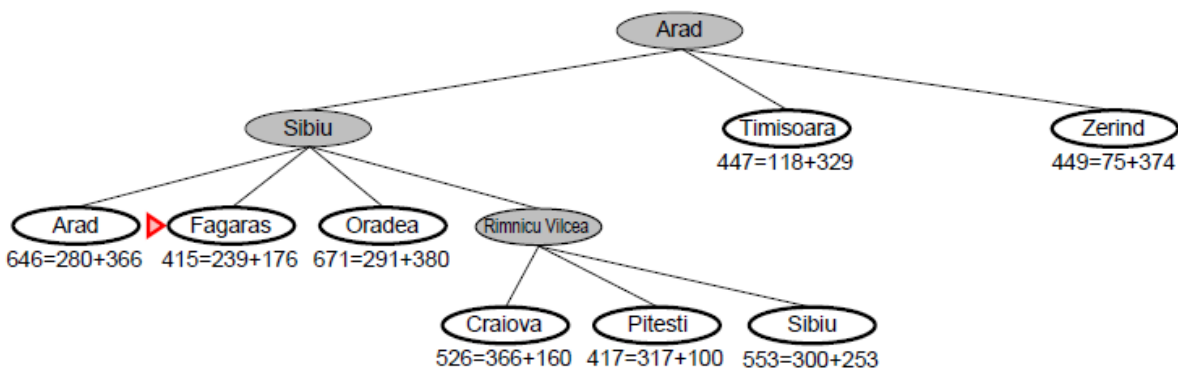 Arad
Sibiu
Timisoara
Zerind
447=118+329
449=75+374
Arad
Fagaras
Oradea
Rimnicu Vilcea
646=280+366
415=239+176
671=291+380
Craiova
Pitesti
Sibiu
526=366+160
417=317+100
553=300+253